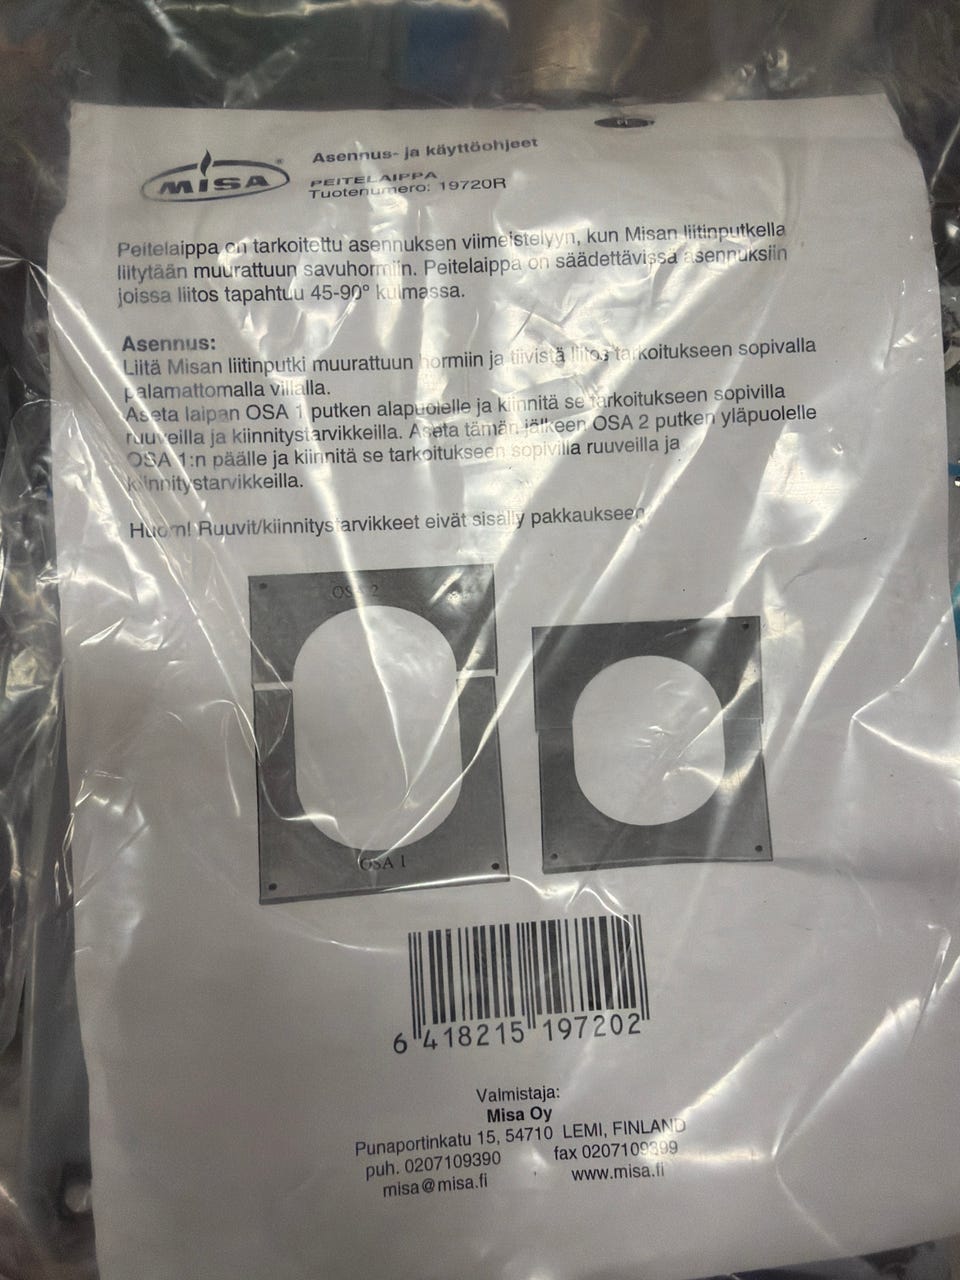 MISA®
Asennus- ja käyttöohjeet
PEITELAIPPA
Tuotenumero: 19720R
Peitelaippa on tarkoitettu asennuksen viimeistelyyn, kun Misan liitinputkella
liitytään muurattuun savuhormiin. Peitelaippa on säädettävissä asennuksiin
joissa liitos tapahtuu 45-90° kulmassa.
Asennus:
Liitä Misan liitinputki muurattuun hormiin ja tiivistä liitos tarkoitukseen sopivalla
palamattomalla villalla.
Aseta laipan OSA 1 putken alapuolelle ja kiinnitä se tarkoitukseen sopivilla
ruuveilla ja kiinnitystarvikkeilla. Aseta tämän jälkeen OSA 2 putken yläpuolelle
OSA 1:n päälle ja kiinnitä se tarkoitukseen sopivilla ruuveilla ja
kiinnitystarvikkeilla.
Huom! Ruuvit/kiinnitystarvikkeet eivät sisälly pakkaukseen
OSA 2
OSA 1
6 418215 197202
Valmistaja:
Misa Oy
Punaportinkatu 15, 54710 LEMI, FINLAND
puh. 0207109390 fax 0207109399
misa@misa.fi www.misa.fi